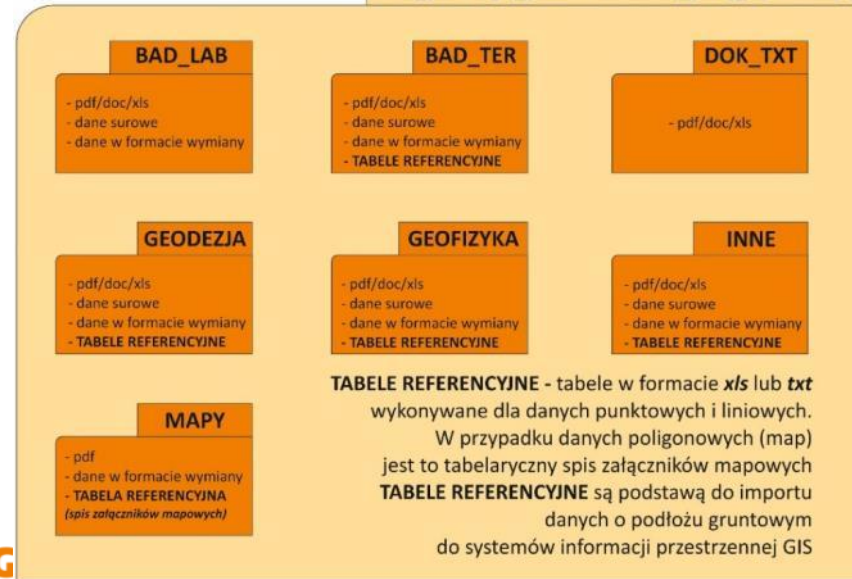 BAD_LAB
- pdf/doc/xls
- dane surowe
- dane w formacie wymiany
BAD_TER
- pdf/doc/xls
- dane surowe
- dane w formacie wymiany
- TABELE REFERENCYJNE
DOK_TXT
- pdf/doc/xls
GEODEZJA
- pdf/doc/xls
- dane surowe
- dane w formacie wymiany
- TABELE REFERENCYJNE
GEOFIZYKA
- pdf/doc/xls
- dane surowe
- dane w formacie wymiany
- TABELE REFERENCYJNE
INNE
- pdf/doc/xls
- dane surowe
- dane w formacie wymiany
- TABELE REFERENCYJNE
MAPY
- pdf
- dane w formacie wymiany
- TABELA REFERENCYJNA
(spis załączników mapowych)
TABELE REFERENCYJNE - tabele w formacie xls lub txt
wykonywane dla danych punktowych i liniowych.
W przypadku danych poligonowych (map)
jest to tabelaryczny spis załączników mapowych
TABELE REFERENCYJNE są podstawą do importu
danych o podłożu gruntowym
do systemów informacji przestrzennej GIS
G